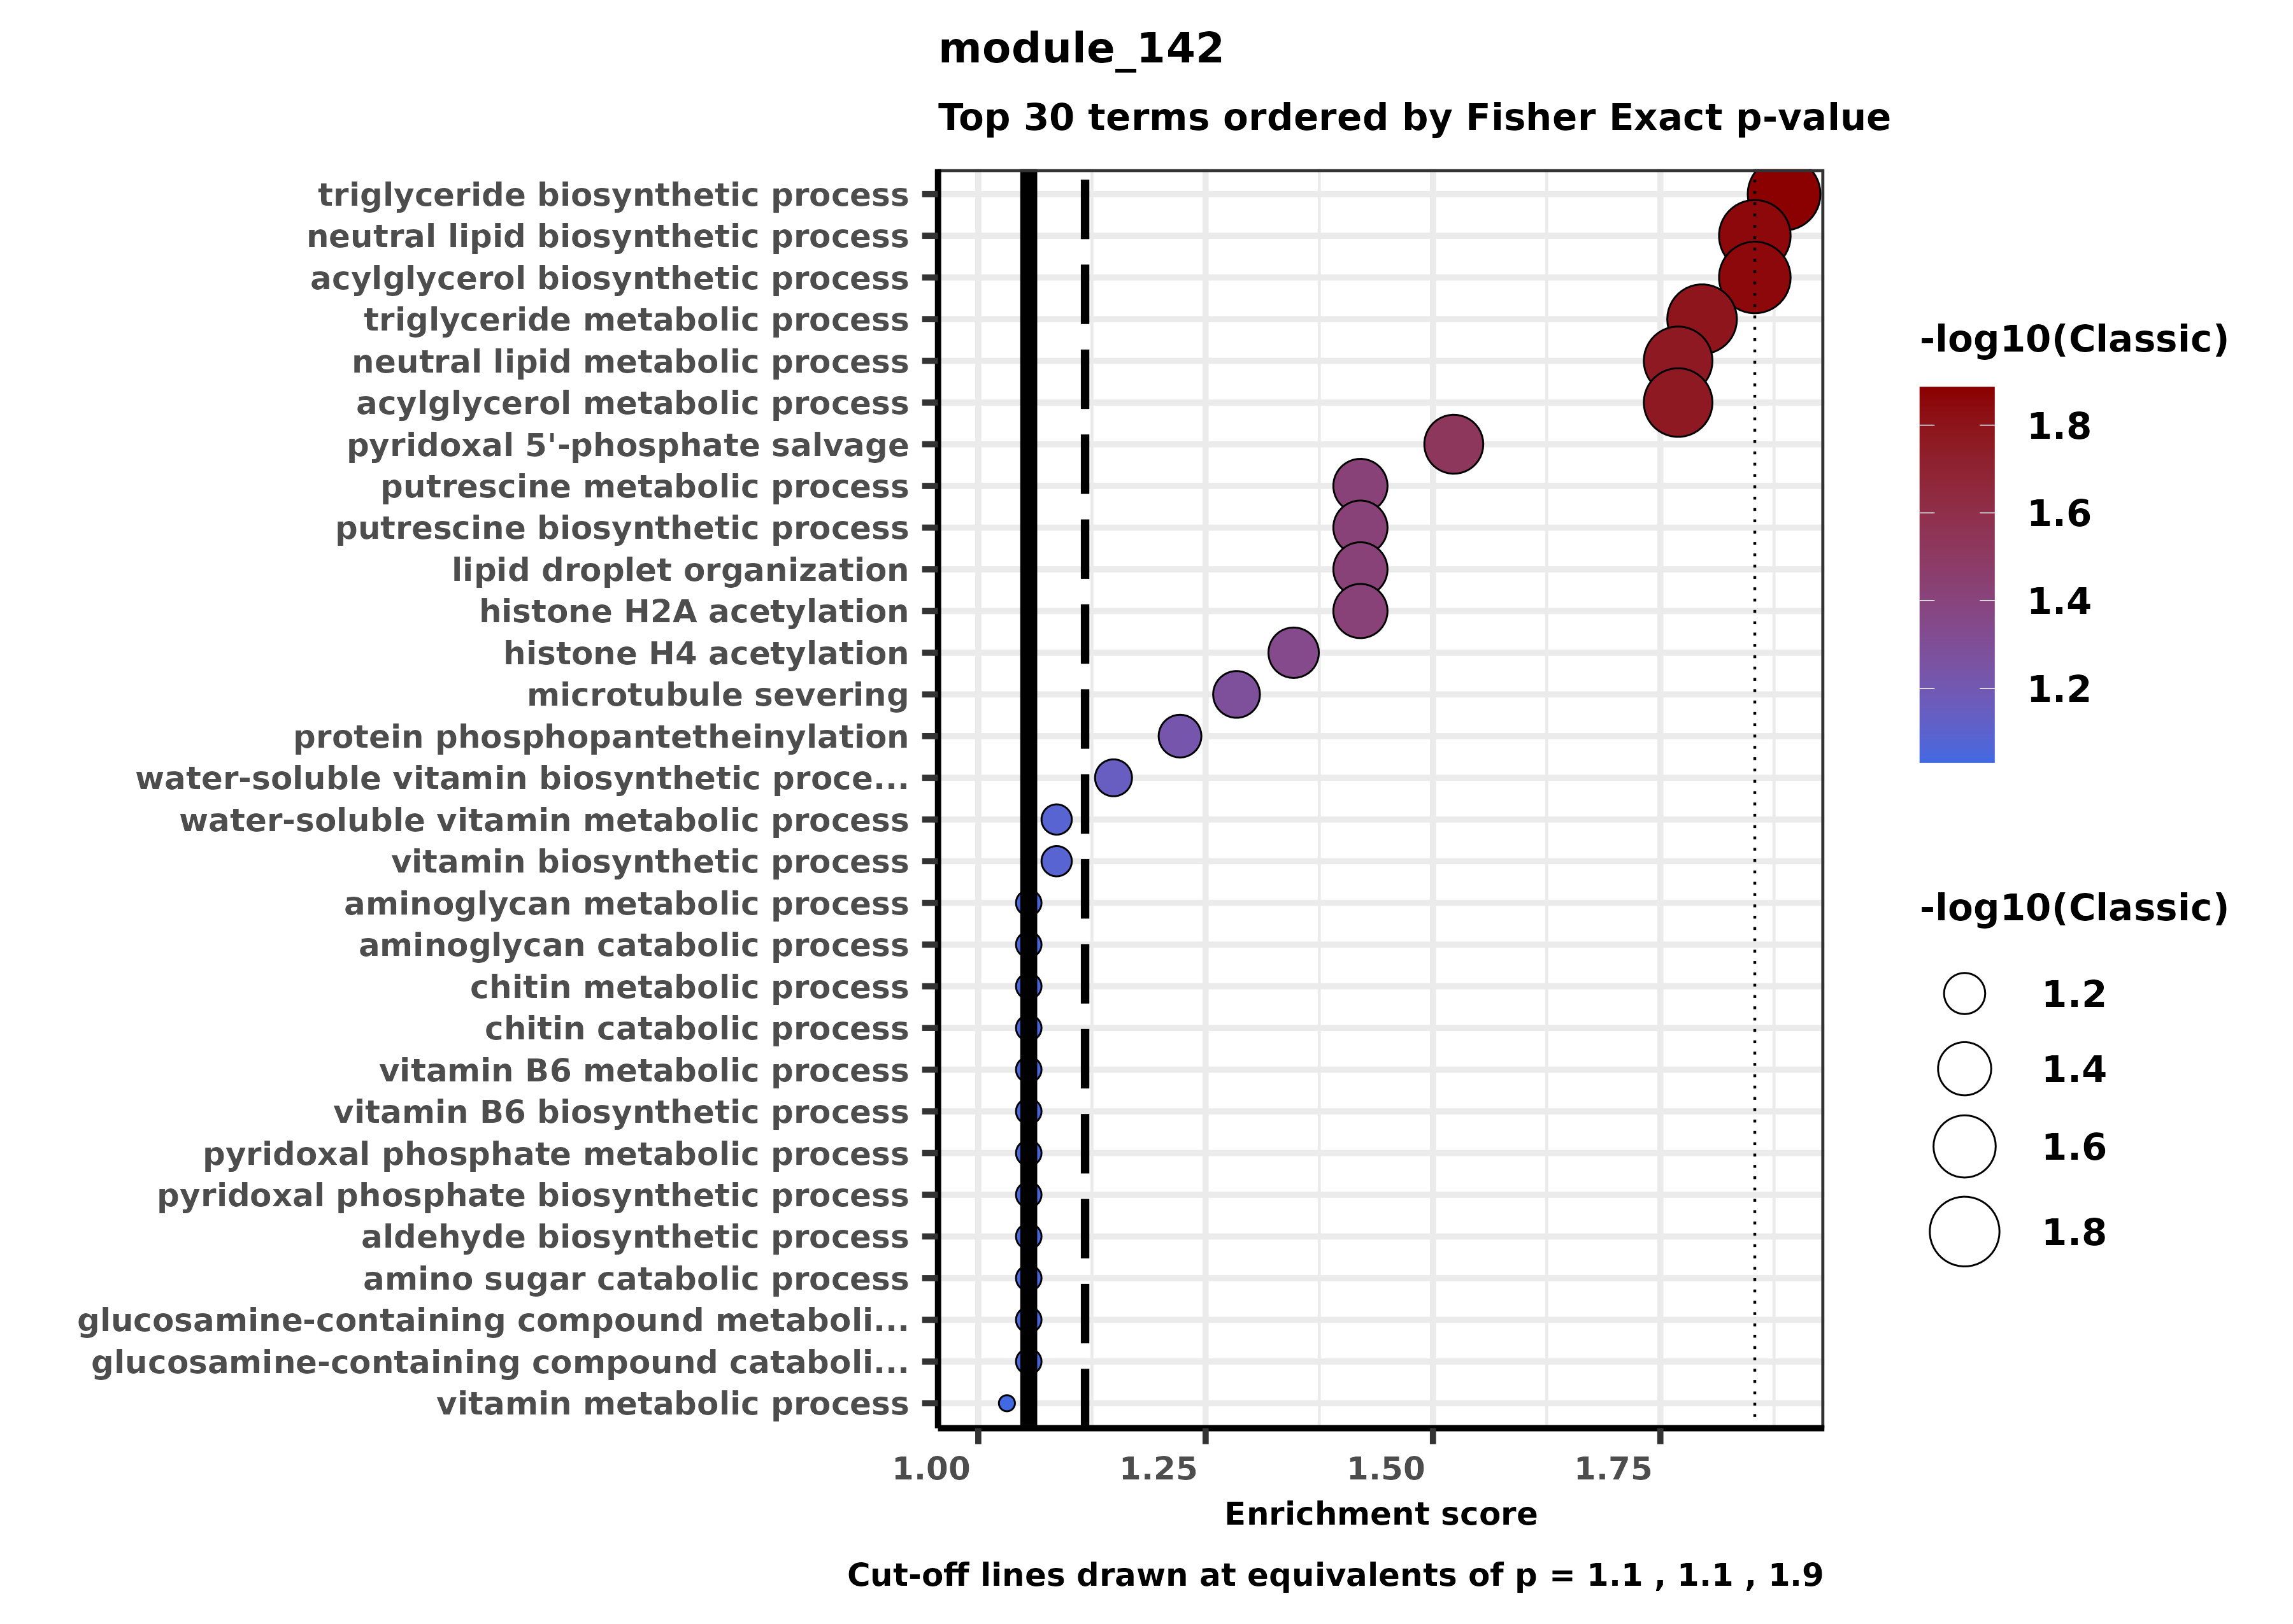 module_142
Top 30 terms ordered by Fisher Exact p-value
triglyceride biosynthetic process
neutral lipid biosynthetic process
acylglycerol biosynthetic process
triglyceride metabolic process
neutral lipid metabolic process
acylglycerol metabolic process
pyridoxal 5'-phosphate salvage
putrescine metabolic process
putrescine biosynthetic process
lipid droplet organization
histone H2A acetylation
histone H4 acetylation
microtubule severing
protein phosphopantetheinylation
water-soluble vitamin biosynthetic proce...
water-soluble vitamin metabolic process
vitamin biosynthetic process
aminoglycan metabolic process
aminoglycan catabolic process
chitin metabolic process
chitin catabolic process
vitamin B6 metabolic process
vitamin B6 biosynthetic process
pyridoxal phosphate metabolic process
pyridoxal phosphate biosynthetic process
aldehyde biosynthetic process
amino sugar catabolic process
glucosamine-containing compound metaboli...
glucosamine-containing compound cataboli...
vitamin metabolic process
1.00 1.25 1.50 1.75
Enrichment score
Cut-off lines drawn at equivalents of p = 1.1 , 1.1 , 1.9
-log10(Classic)
1.8
1.6
1.4
1.2
-log10(Classic)
1.2
1.4
1.6
1.8